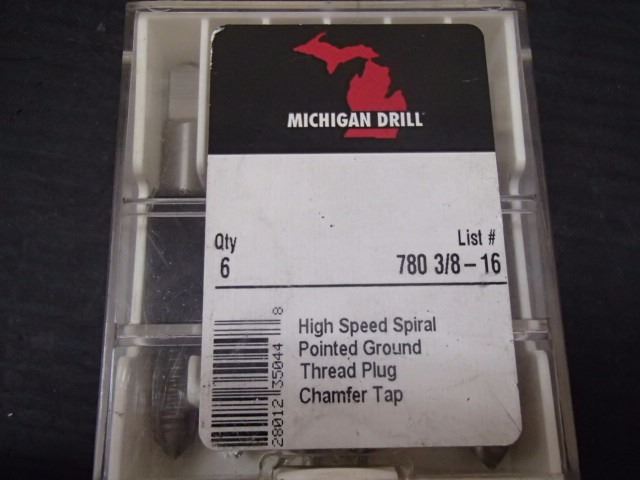 MICHIGAN DRILL
Qty List #
6 780 3/8-16
High Speed Spiral
Pointed Ground
Thread Plug
Chamfer Tap
28012 35044 8